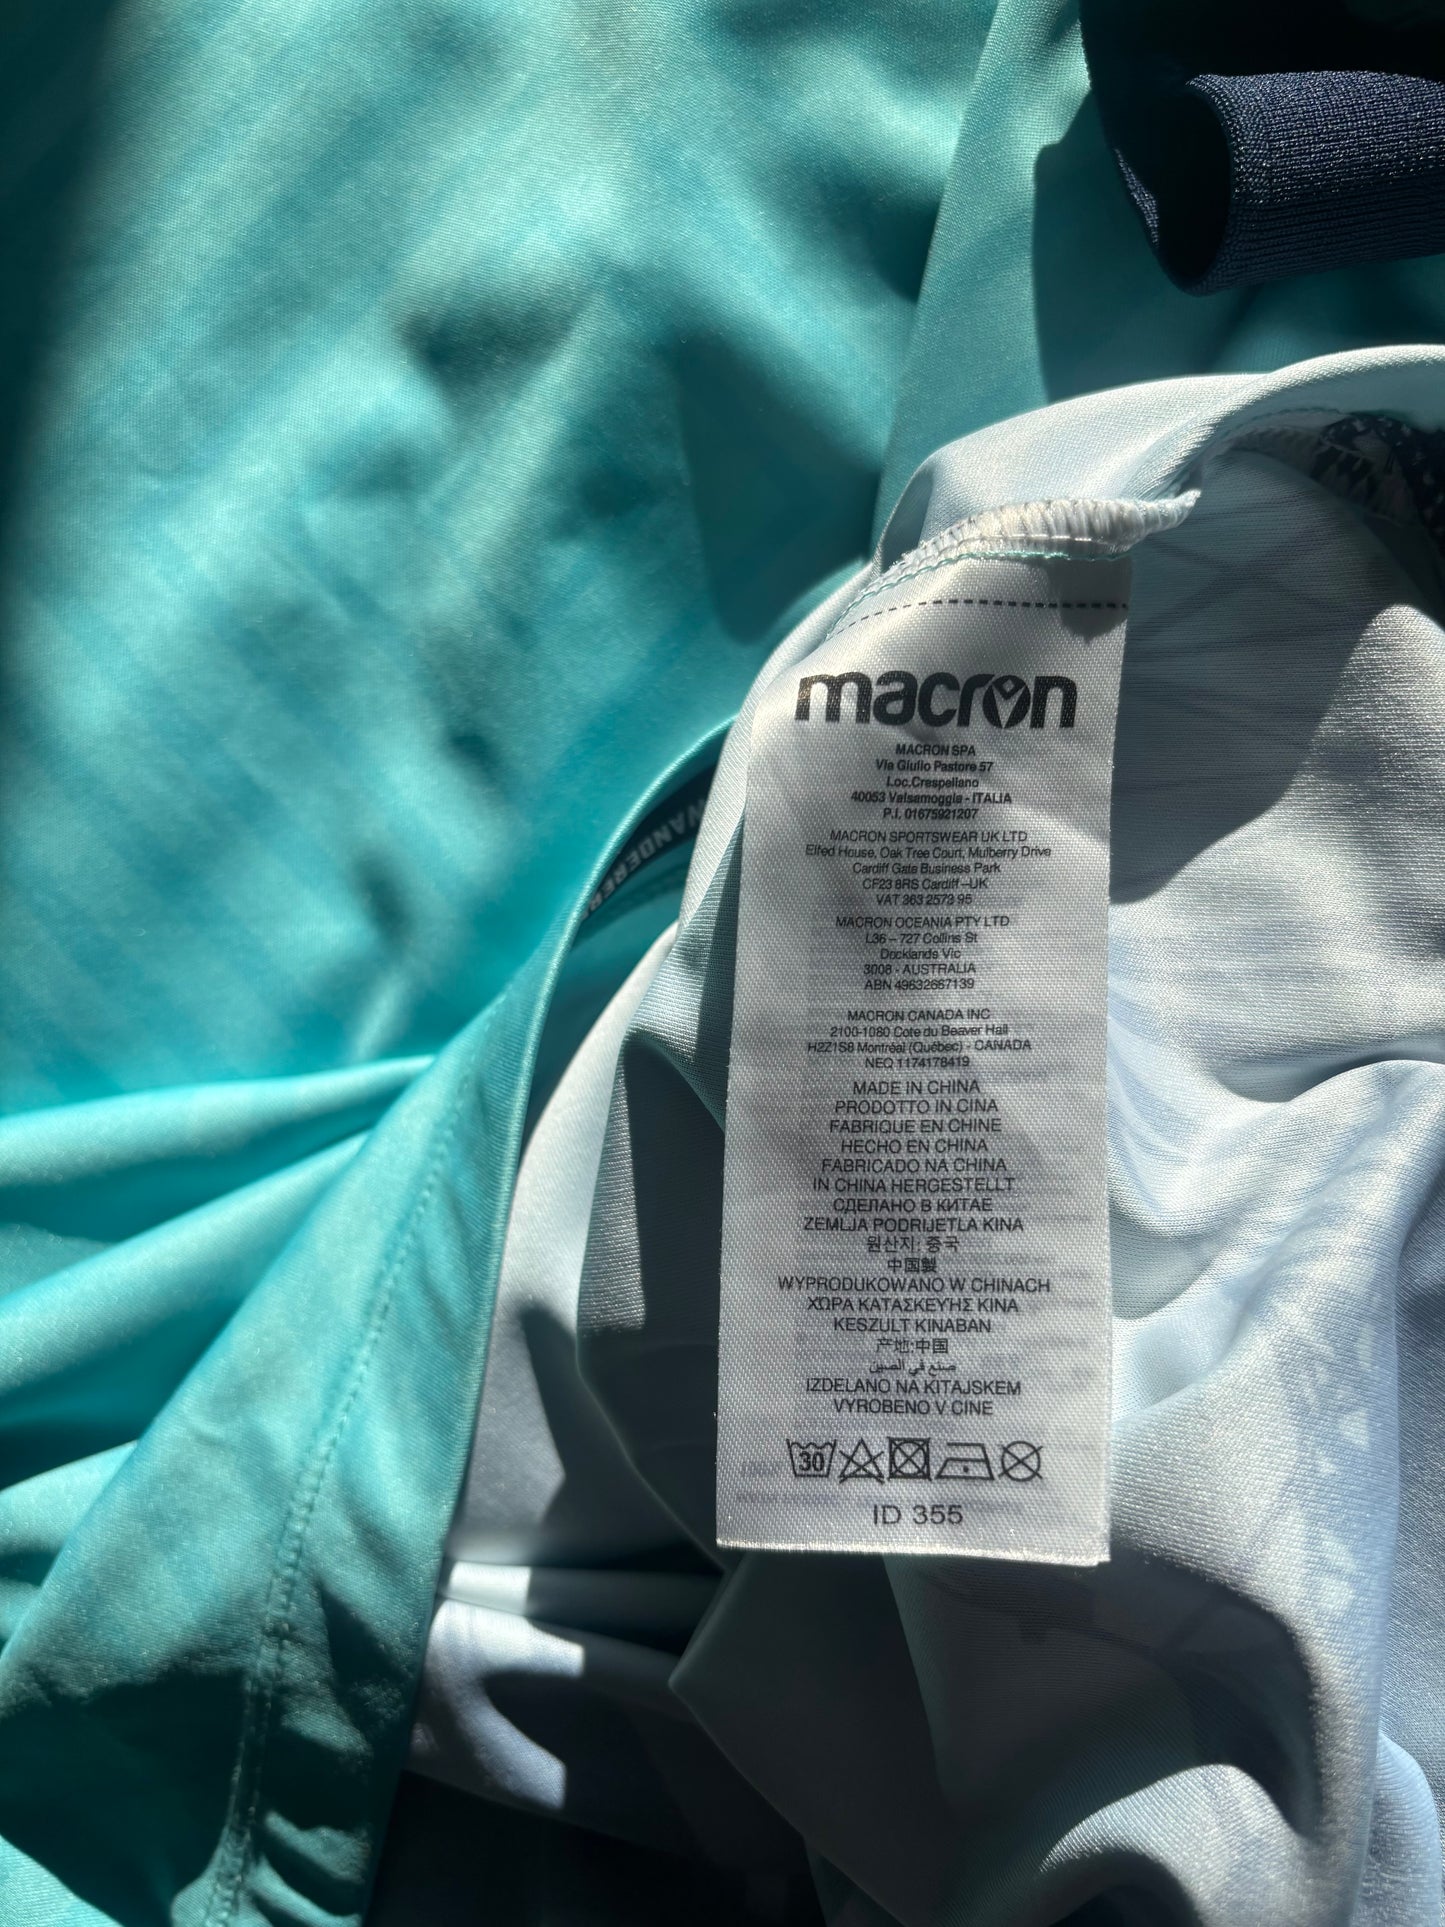 macron
MACRON SPA
Via Giulio Pastore 57
Loc.Crespellano
40053 Valsamoggia - ITALIA
P.I. 01675921207
MACRON SPORTSWEAR UK LTD
Elfed House, Oak Tree Court, Mulberry Drive
Cardiff Gate Business Park
CF23 8RS Cardiff –UK
VAT 363 2573 95
MACRON OCEANIA PTY LTD
L36 – 727 Collins St
Docklands Vic
3008 - AUSTRALIA
ABN 49632667139
MACRON CANADA INC
2100-1080 Cote du Beaver Hall
H2Z1S8 Montréal (Québec) - CANADA
NEQ 1174178419
MADE IN CHINA
PRODOTTO IN CINA
FABRIQUE EN CHINE
HECHO EN CHINA
FABRICADO NA CHINA
IN CHINA HERGESTELLT
СДЕЛАНО В КИТАЕ
ZEMLJA PODRIJETLA KINA
원산지: 중국
中国製
WYPRODUKOWANO W CHINACH
ΧΩΡΑ ΚΑΤΑΣΚΕΥΗΣ ΚΙΝΑ
KESZULT KINABAN
产地:中国
صنع في الصين
IZDELANO NA KITAJSKEM
VYROBENO V CINE
30
ID 355
WANDERERS